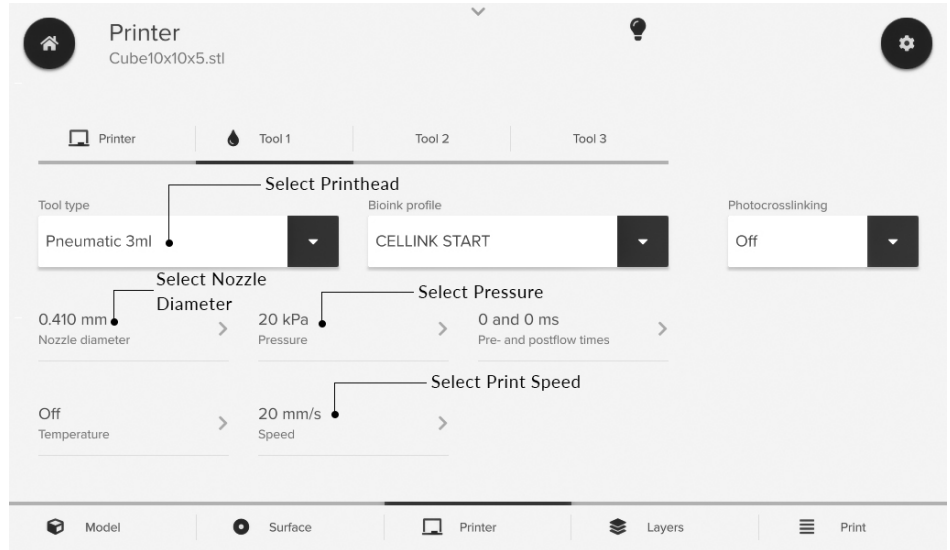 Printer
Cube10x10x5.stl
Printer
Tool 1
Tool 2
Tool 3
Select Printhead
Tool type
Bioink profile
Photocrosslinking
Pneumatic 3ml
CELLINK START
Off
Select Nozzle
Diameter
Select Pressure
0.410 mm
Nozzle diameter
20 kPa
Pressure
0 and 0 ms
Pre- and postflow times
Select Print Speed
Off
Temperature
20 mm/s
Speed
Model
Surface
Printer
Layers
Print